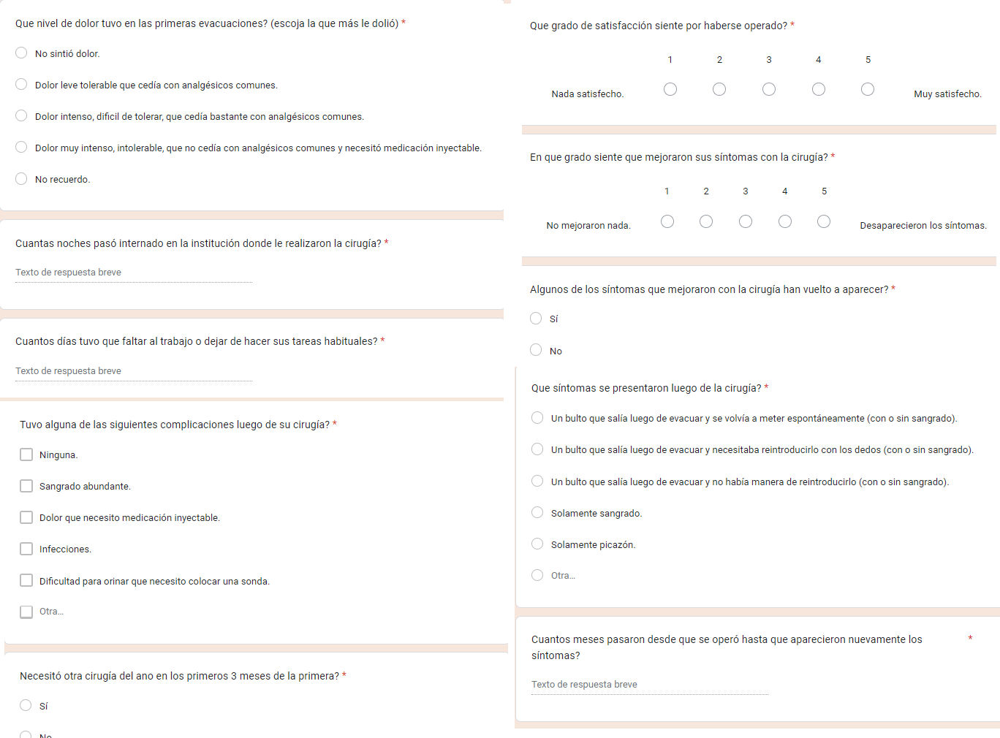 Que nivel de dolor tuvo en las primeras evacuaciones? (escoja la que más le dolió) *
No sintió dolor.
Dolor leve tolerable que cedía con analgésicos comunes.
Dolor intenso, dificil de tolerar, que cedía bastante con analgésicos comunes.
Dolor muy intenso, intolerable, que no cedía con analgésicos comunes y necesitó medicación inyectable.
No recuerdo.
Cuantas noches pasó internado en la institución donde le realizaron la cirugía? *
Texto de respuesta breve
Cuantos días tuvo que faltar al trabajo o dejar de hacer sus tareas habituales? *
Texto de respuesta breve
Tuvo alguna de las siguientes complicaciones luego de su cirugía? *
Ninguna.
Sangrado abundante.
Dolor que necesito medicación inyectable.
Infecciones.
Dificultad para orinar que necesito colocar una sonda.
Otra...
Necesitó otra cirugía del ano en los primeros 3 meses de la primera? *
Sí
No
Que grado de satisfacción siente por haberse operado? *
1 2 3 4 5
Nada satisfecho. Muy satisfecho.
En que grado siente que mejoraron sus síntomas con la cirugía? *
1 2 3 4 5
No mejoraron nada. Desaparecieron los síntomas.
Algunos de los síntomas que mejoraron con la cirugía han vuelto a aparecer? *
Sí
No
Que síntomas se presentaron luego de la cirugía? *
Un bulto que salía luego de evacuar y se volvía a meter espontáneamente (con o sin sangrado).
Un bulto que salía luego de evacuar y necesitaba reintroducirlo con los dedos (con o sin sangrado).
Un bulto que salía luego de evacuar y no había manera de reintroducirlo (con o sin sangrado).
Solamente sangrado.
Solamente picazón.
Otra...
Cuantos meses pasaron desde que se operó hasta que aparecieron nuevamente los *
síntomas?
Texto de respuesta breve